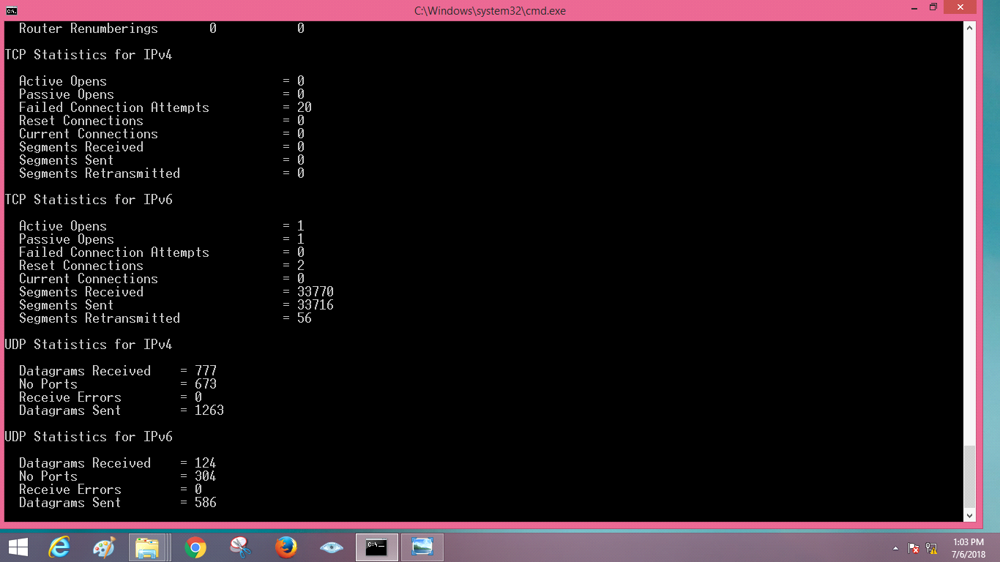 C:\Windows\system32\cmd.exe
Router Renumberings 0 0
TCP Statistics for IPv4
Active Opens = 0
Passive Opens = 0
Failed Connection Attempts = 20
Reset Connections = 0
Current Connections = 0
Segments Received = 0
Segments Sent = 0
Segments Retransmitted = 0
TCP Statistics for IPv6
Active Opens = 1
Passive Opens = 1
Failed Connection Attempts = 0
Reset Connections = 2
Current Connections = 0
Segments Received = 33770
Segments Sent = 33716
Segments Retransmitted = 56
UDP Statistics for IPv4
Datagrams Received = 777
No Ports = 673
Receive Errors = 0
Datagrams Sent = 1263
UDP Statistics for IPv6
Datagrams Received = 124
No Ports = 304
Receive Errors = 0
Datagrams Sent = 586
1:03 PM
7/6/2018